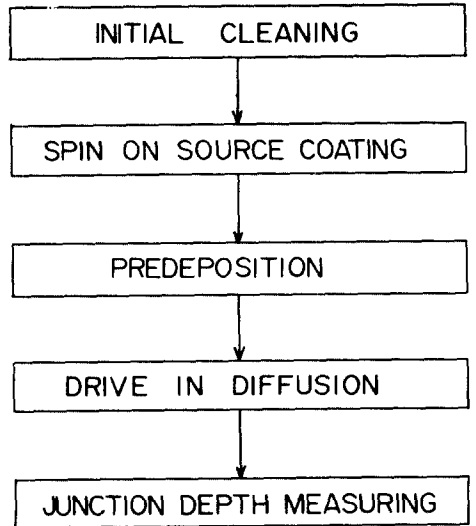 INITIAL CLEANING
SPIN ON SOURCE COATING
PREDEPOSITION
DRIVE IN DIFFUSION
JUNCTION DEPTH MEASURING